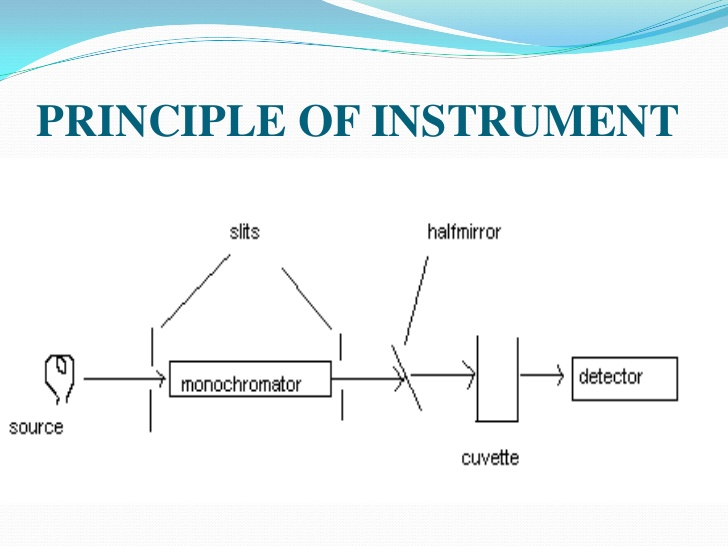 PRINCIPLE OF INSTRUMENT
slits
halfmirror
monochromator
detector
source
cuvette